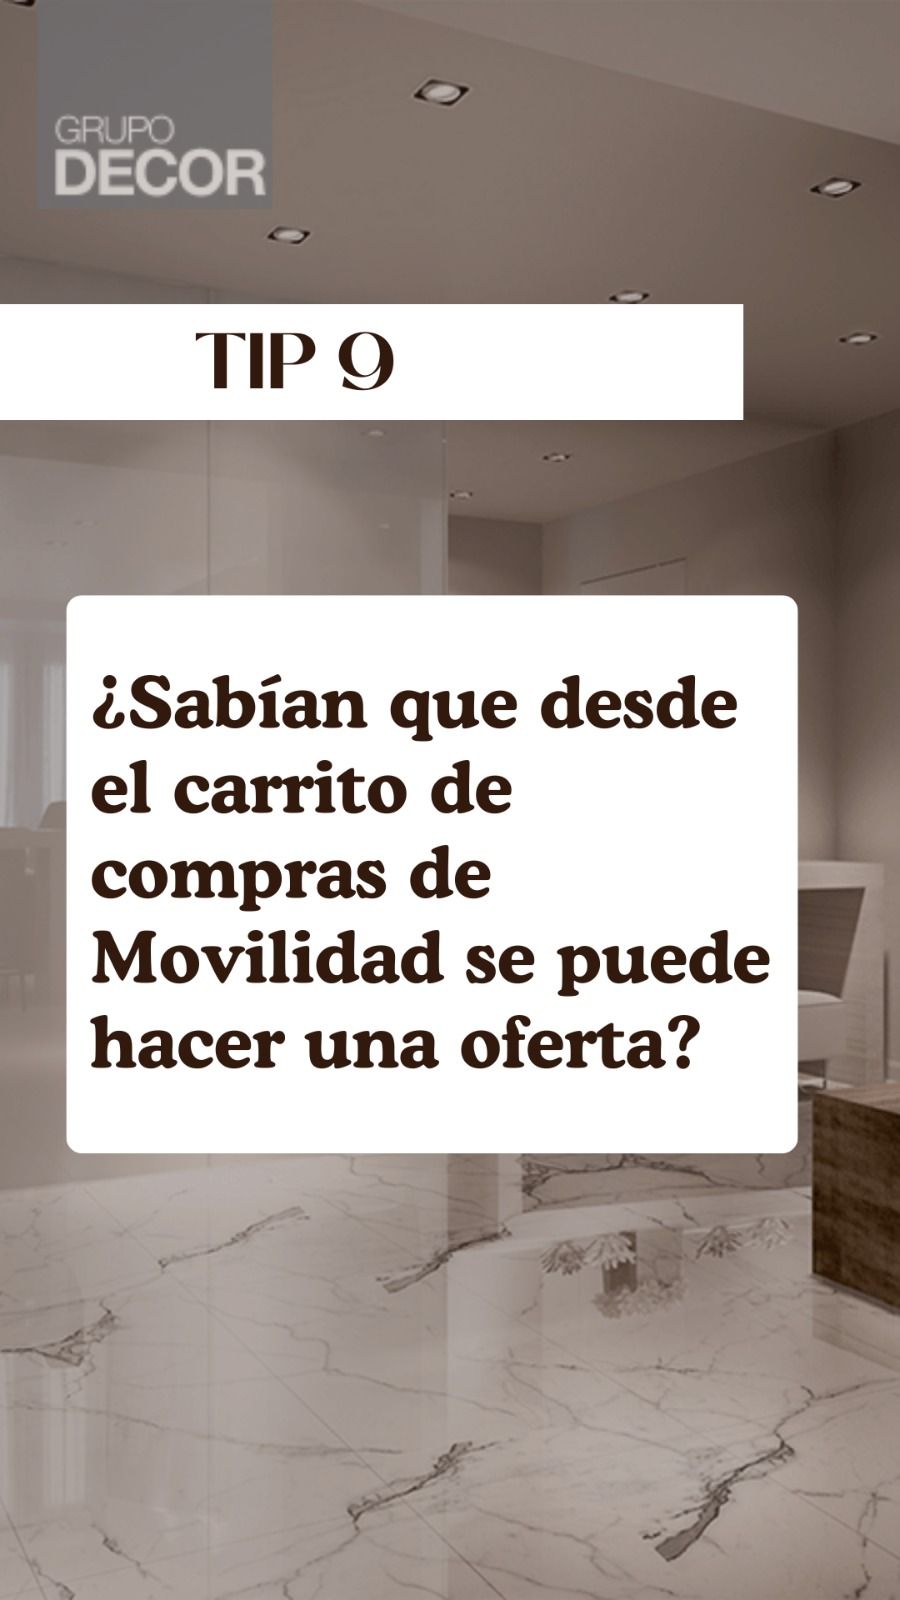 GRUPO
DECOR
TIP 9
¿Sabían que desde
el carrito de
compras de
Movilidad se puede
hacer una oferta?